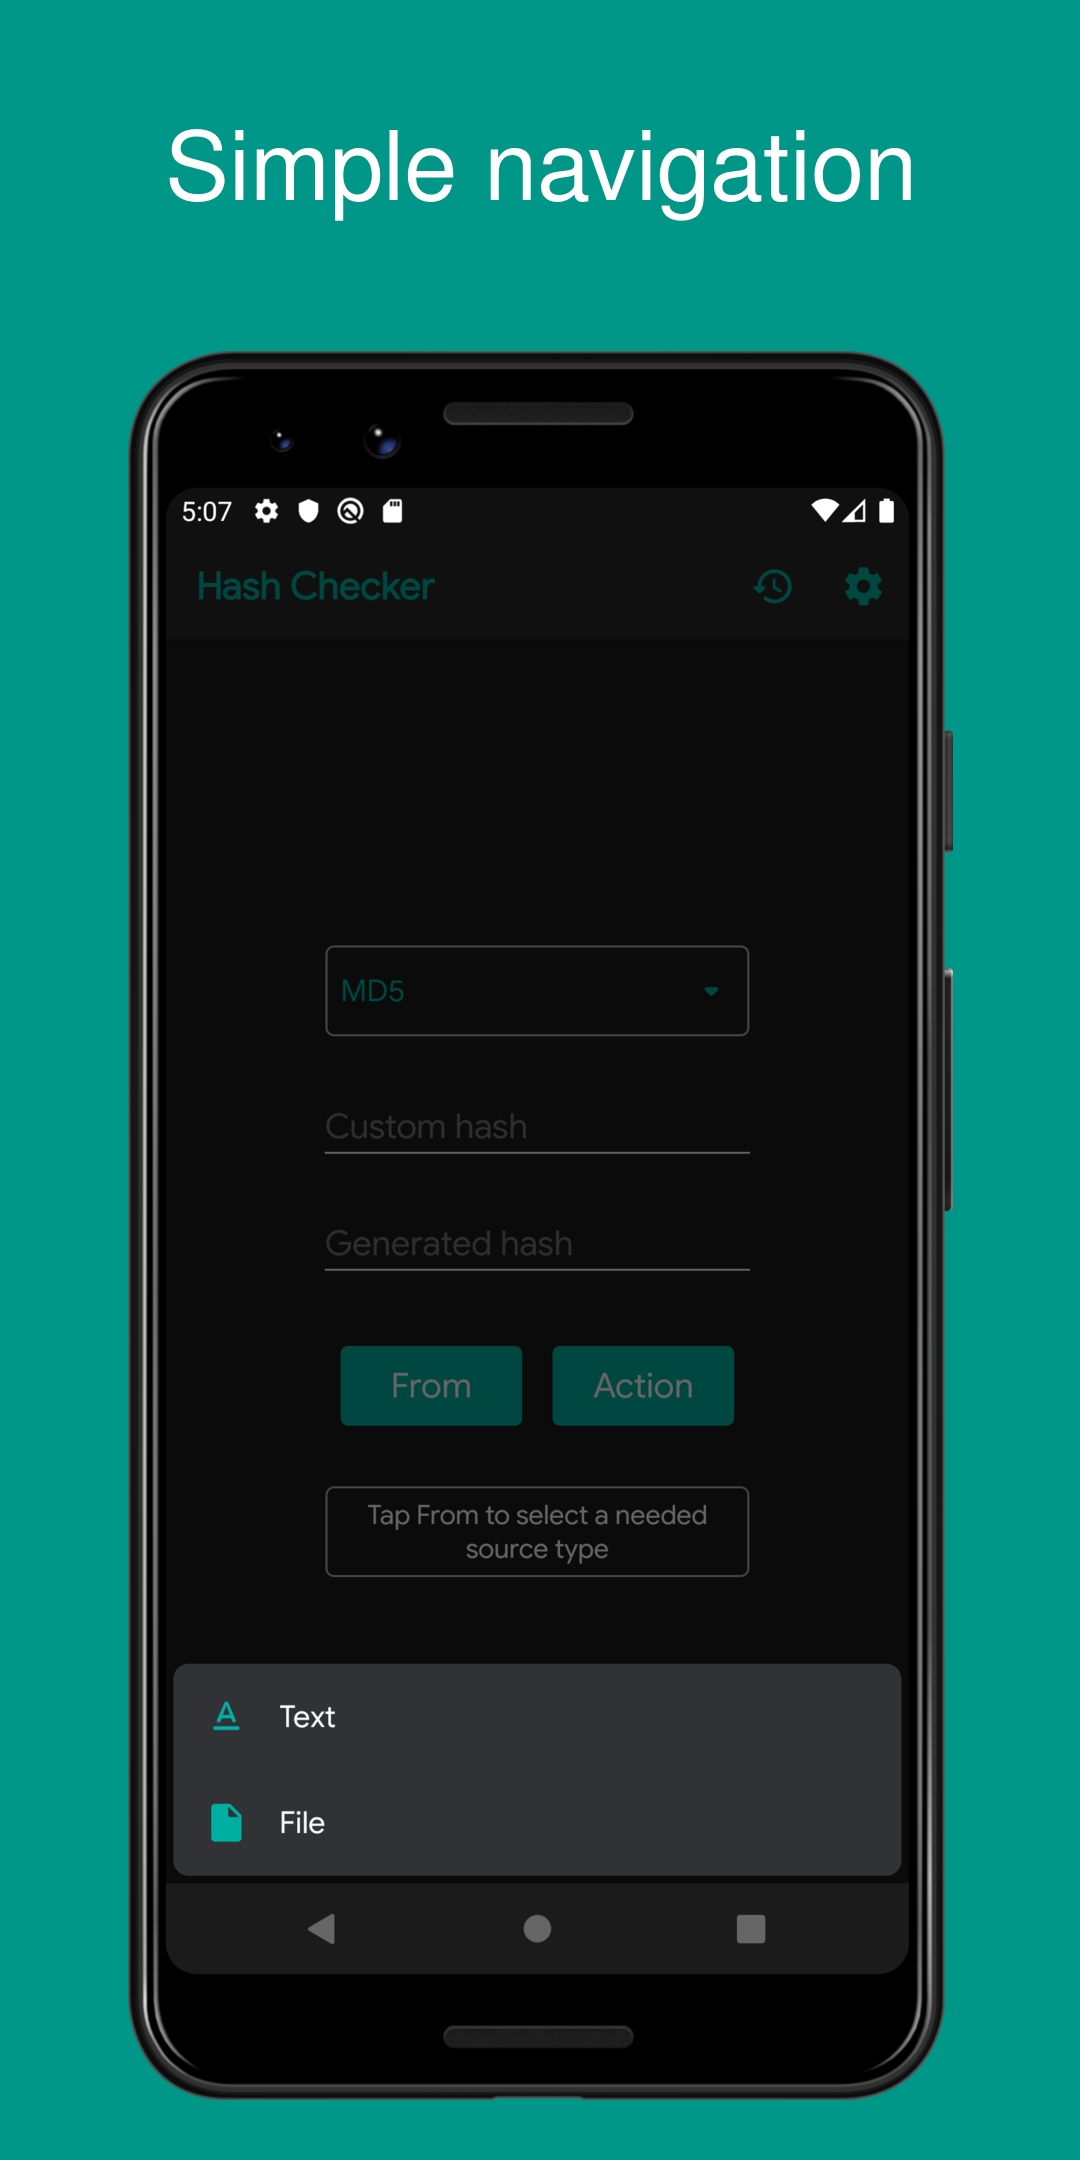 Simple navigation
5:07
Hash Checker
MD5
Custom hash
Generated hash
From
Action
Tap From to select a needed
source type
Text
File